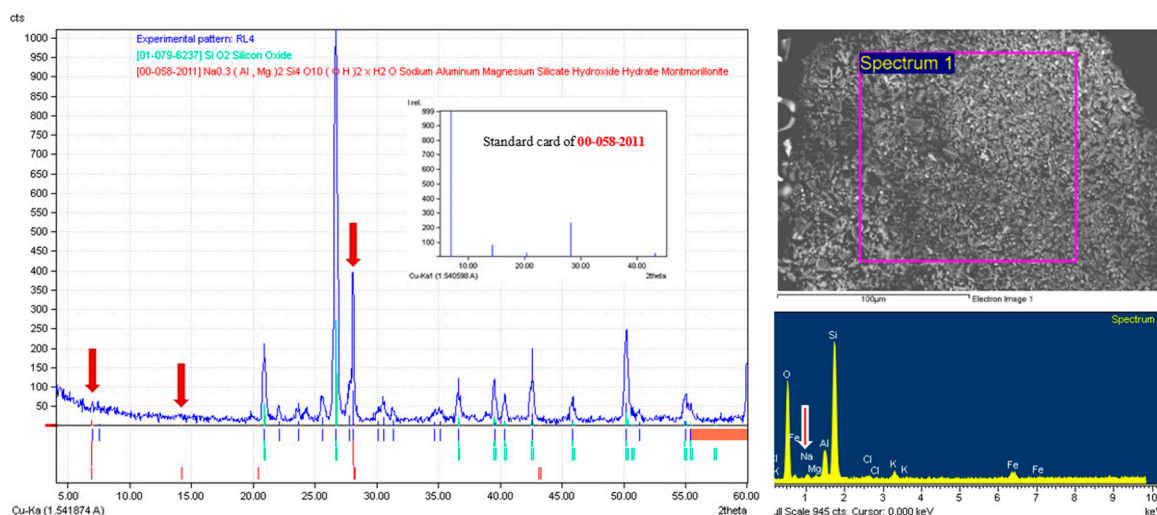 cts
Experimental pattern: RL4
[01-079-6237] Si O2 Silicon Oxide
[00-058-2011] Na0.3 ( Al , Mg )2 Si4 O10 ( O H )2 x H2 O Sodium Aluminum Magnesium Silicate Hydroxide Hydrate Montmorillonite
1000
950
900
850
800
750
700
650
600
550
500
450
400
350
300
250
200
150
100
50
5.00 10.00 15.00 20.00 25.00 30.00 35.00 40.00 45.00 50.00 55.00 60.00
Cu-Ka (1.541874 A) 2theta
I rel.
999
900
800
700
600
500
400
300
200
100
Standard card of 00-058-2011
10.00 20.00 30.00 40.00
Cu-Ka1 (1.540598 A) 2theta
Spectrum 1
100µm Electron Image 1
Spectrum
Si
O
Fe
Na
Al
Cl
Mg
K
Cl
Cl
K
K
Fe
Fe
1 2 3 4 5 6 7 8 9 10
ull Scale 945 cts Cursor: 0.000 keV keV